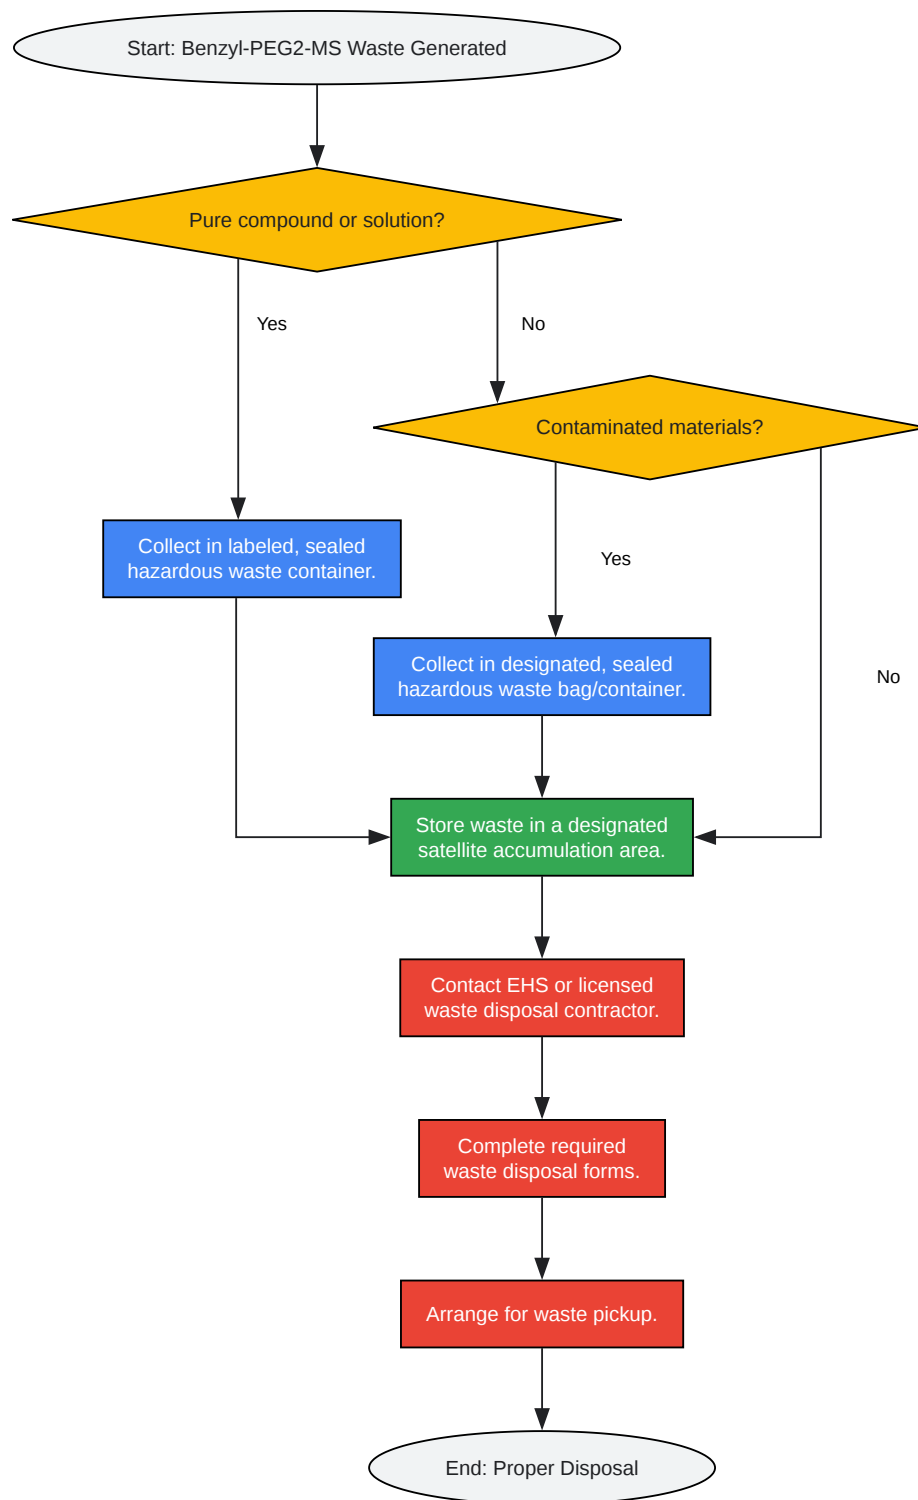 Start: Benzyl-PEG2-MS Waste Generated
Pure compound or solution?
Yes
No
Contaminated materials?
Collect in labeled, sealed
hazardous waste container.
Yes
Collect in designated, sealed
hazardous waste bag/container.
No
Store waste in a designated
satellite accumulation area.
Contact EHS or licensed
waste disposal contractor.
Complete required
waste disposal forms.
Arrange for waste pickup.
End: Proper Disposal